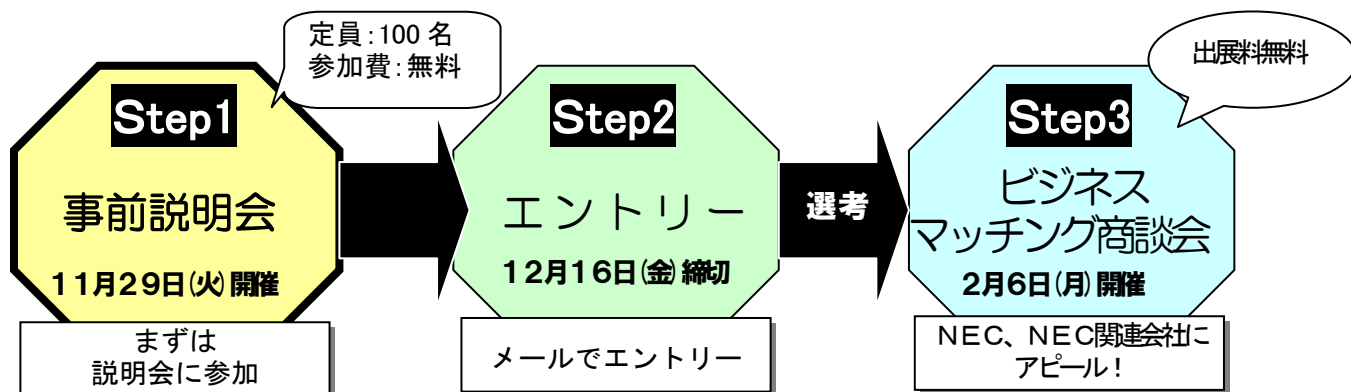 定員：100 名
参加費：無料
Step1
事前説明会
11月29日(火)開催
まずは
説明会に参加
Step2
エントリー
12月16日(金)締切
メールでエントリー
選考
出展料無料
Step3
ビジネス
マッチング商談会
2月6日(月)開催
NEC、NEC関連会社に
アピール！